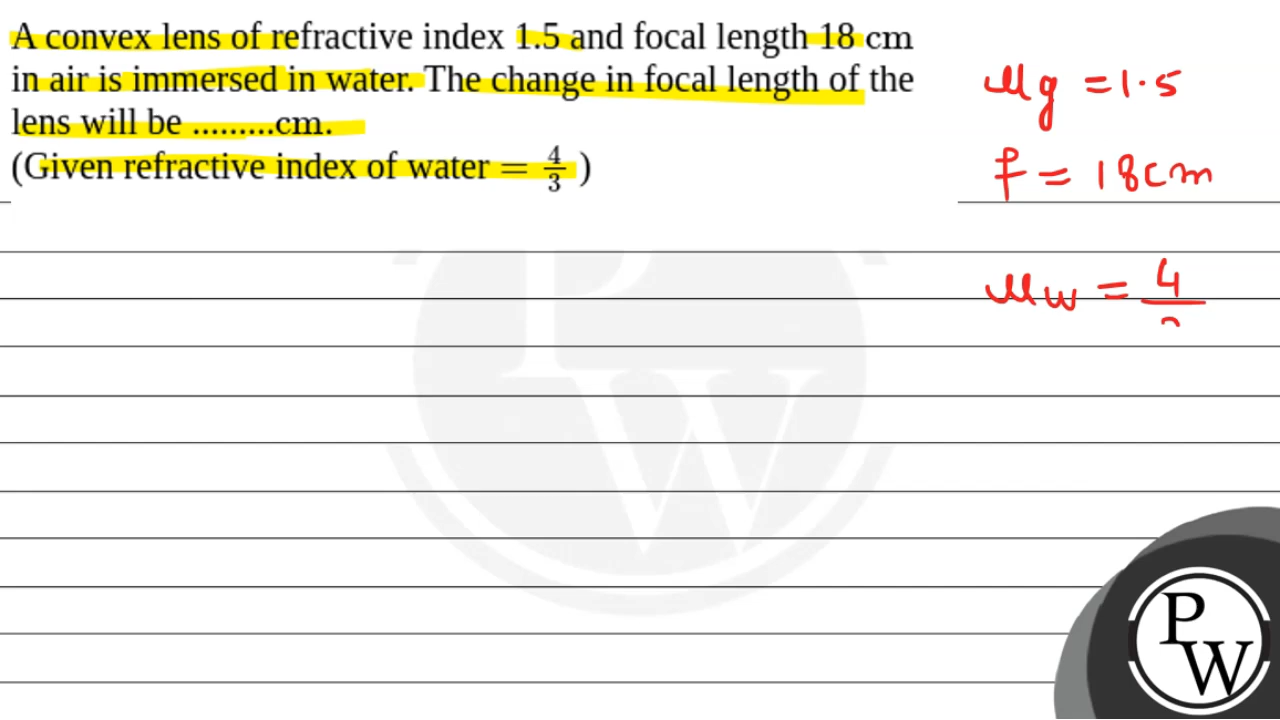 A convex lens of refractive index 1.5 and focal length 18 cm
in air is immersed in water. The change in focal length of the
lens will be .........cm.
(Given refractive index of water = 4/3 )
μg = 1.5
f = 18cm
μw = 4
PW
PW